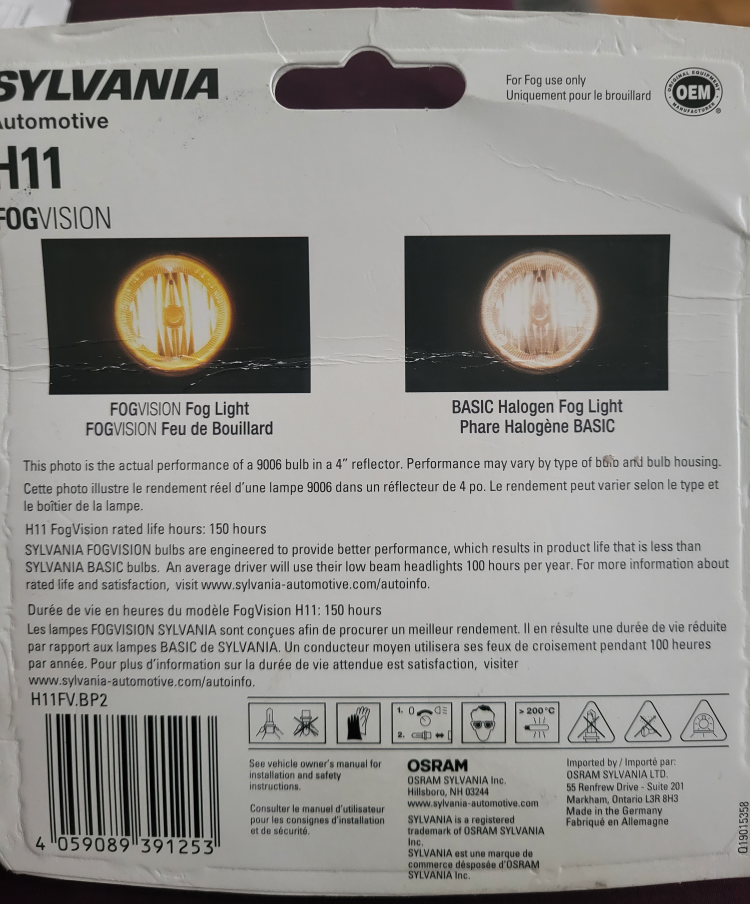 SYLVANIA
Automotive
H11
FOGVISION
For Fog use only
Uniquement pour le brouillard
ORIGINAL EQUIPMENT
OEM
MANUFACTURER
®
FOGVISION Fog Light
FOGVISION Feu de Bouillard
BASIC Halogen Fog Light
Phare Halogène BASIC
This photo is the actual performance of a 9006 bulb in a 4" reflector. Performance may vary by type of bulb and bulb housing.
Cette photo illustre le rendement réel d'une lampe 9006 dans un réflecteur de 4 po. Le rendement peut varier selon le type et
le boîtier de la lampe.
H11 FogVision rated life hours: 150 hours
SYLVANIA FOGVISION bulbs are engineered to provide better performance, which results in product life that is less than
SYLVANIA BASIC bulbs. An average driver will use their low beam headlights 100 hours per year. For more information about
rated life and satisfaction, visit www.sylvania-automotive.com/autoinfo.
Durée de vie en heures du modèle FogVision H11: 150 hours
Les lampes FOGVISION SYLVANIA sont conçues afin de procurer un meilleur rendement. Il en résulte une durée de vie réduite
par rapport aux lampes BASIC de SYLVANIA. Un conducteur moyen utilisera ses feux de croisement pendant 100 heures
par année. Pour plus d'information sur la durée de vie attendue est satisfaction, visiter
www.sylvania-automotive.com/autoinfo.
H11FV.BP2
1. 0
2.
> 200°C
4 059089 391253
See vehicle owner's manual for
installation and safety
instructions.
Consulter le manuel d'utilisateur
pour les consignes d'installation
et de sécurité.
OSRAM
OSRAM SYLVANIA Inc.
Hillsboro, NH 03244
www.sylvania-automotive.com
SYLVANIA is a registered
trademark of OSRAM SYLVANIA
Inc.
SYLVANIA est une marque de
commerce désposée d'OSRAM
SYLVANIA Inc.
Imported by / Importé par:
OSRAM SYLVANIA LTD.
55 Renfrew Drive - Suite 201
Markham, Ontario L3R 8H3
Made in the Germany
Fabriqué en Allemagne
Q19015358